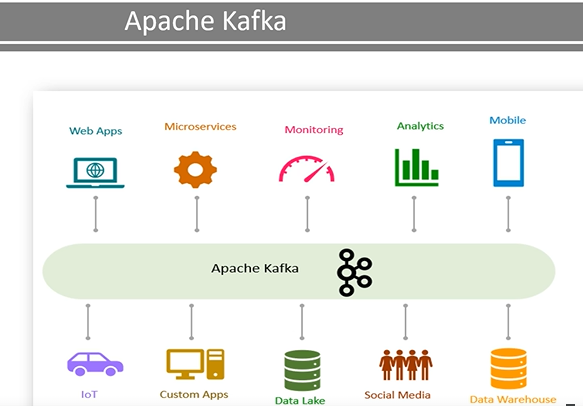 Apache Kafka
Web Apps
Microservices
Monitoring
Analytics
Mobile
Apache Kafka
IoT
Custom Apps
Data Lake
Social Media
Data Warehouse